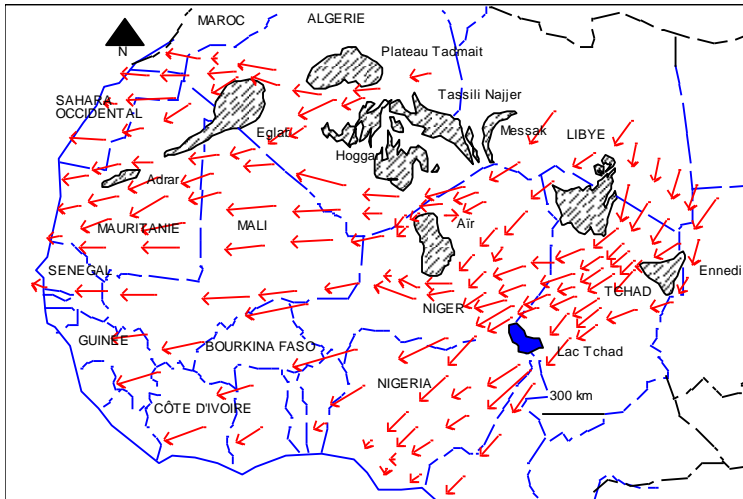 MAROC
ALGERIE
N
Plateau Tadmait
SAHARA
OCCIDENTAL
Tassili Najjer
Eglab
Messak
LIBYE
Hoggar
Adrar
MAURITANIE
MALI
Aïr
SENEGAL
Ennedi
TCHAD
NIGER
GUINEE
BOURKINA FASO
Lac Tchad
NIGERIA
300 km
CÔTE D'IVOIRE